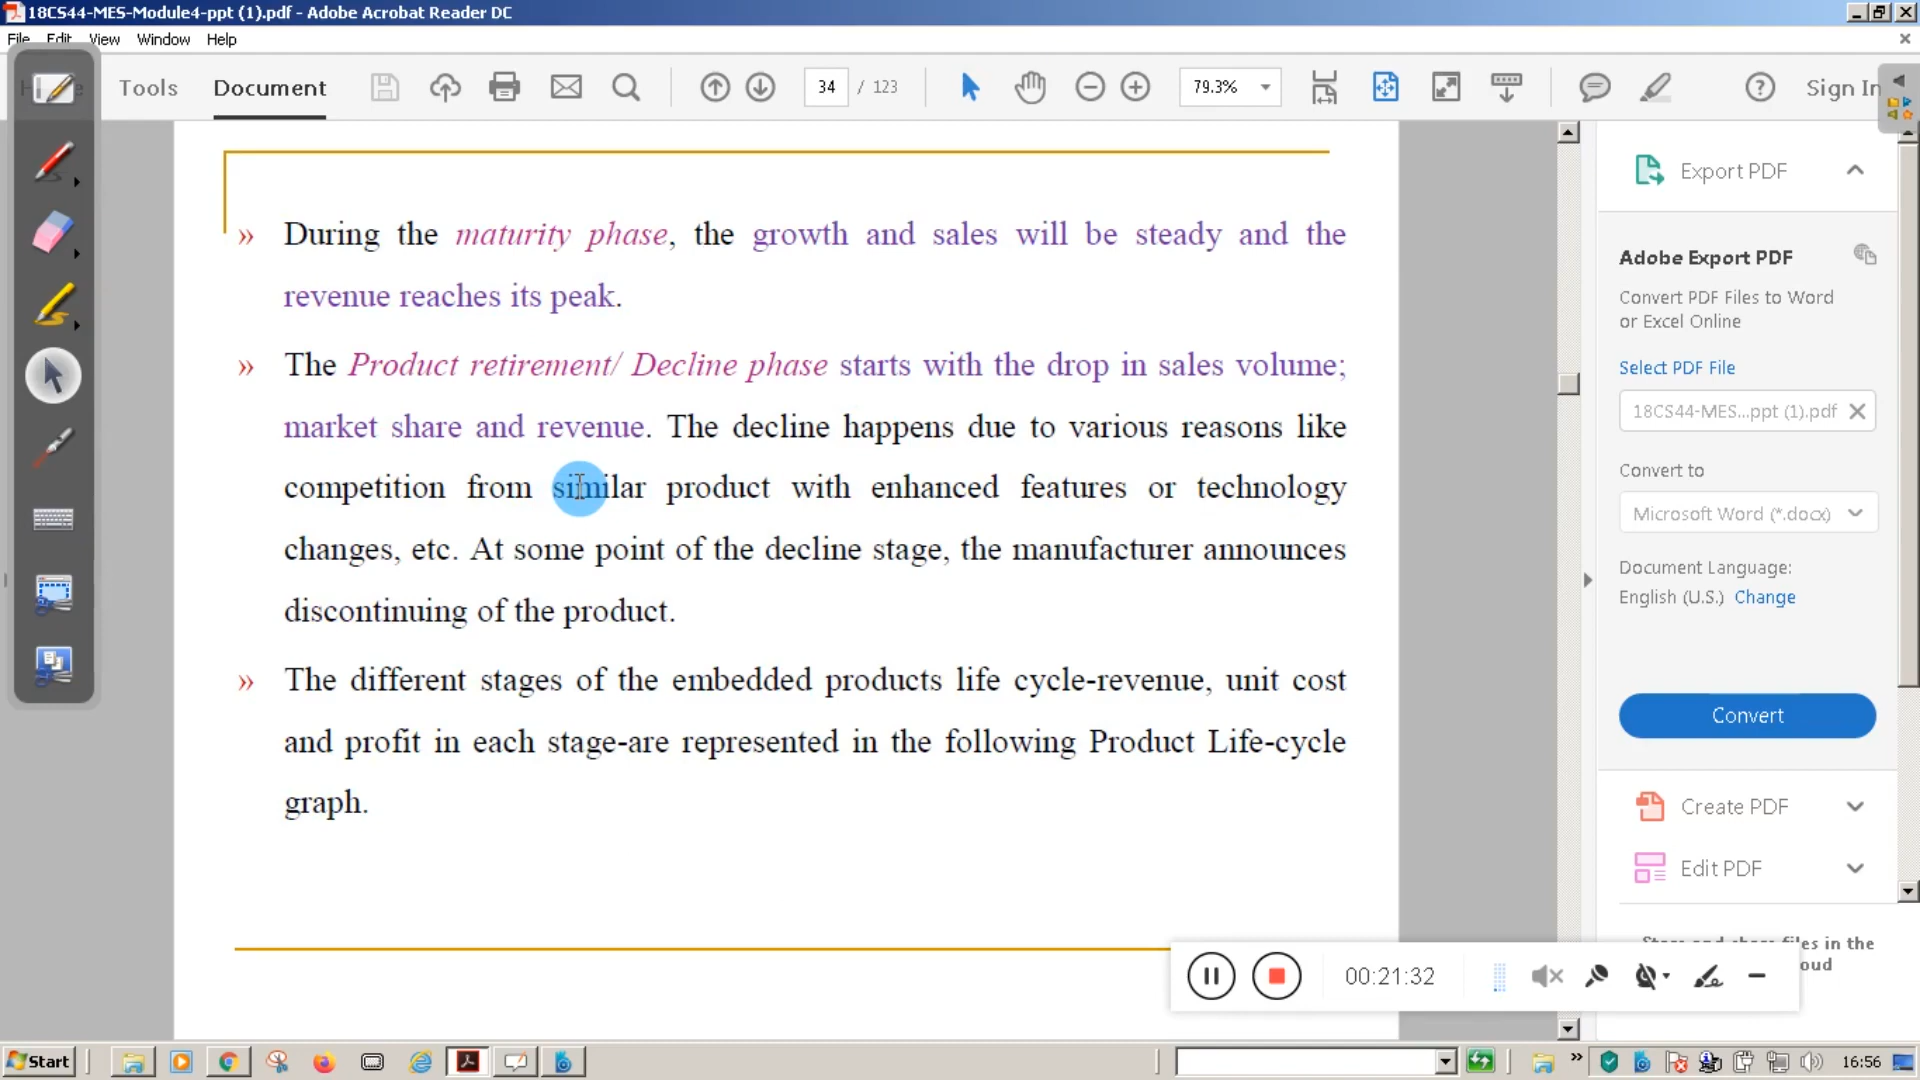 18CS44-MES-Module4-ppt (1).pdf - Adobe Acrobat Reader DC
File Edit View Window Help
Tools Document 34 / 123 79.3% Sign In
» During the maturity phase, the growth and sales will be steady and the
revenue reaches its peak.
» The Product retirement/ Decline phase starts with the drop in sales volume;
market share and revenue. The decline happens due to various reasons like
competition from similar product with enhanced features or technology
changes, etc. At some point of the decline stage, the manufacturer announces
discontinuing of the product.
» The different stages of the embedded products life cycle-revenue, unit cost
and profit in each stage-are represented in the following Product Life-cycle
graph.
Export PDF
Adobe Export PDF
Convert PDF Files to Word
or Excel Online
Select PDF File
18CS44-MES...ppt (1).pdf
Convert to
Microsoft Word (*.docx)
Document Language:
English (U.S.) Change
Convert
Create PDF
Edit PDF
files in the
00:21:32
Start
16:56